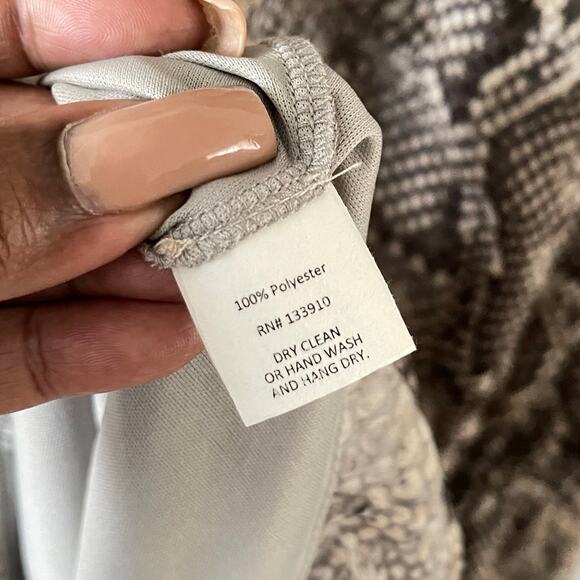 100% Polyester
RN# 133910
DRY CLEAN
OR HAND WASH
AND HANG DRY.